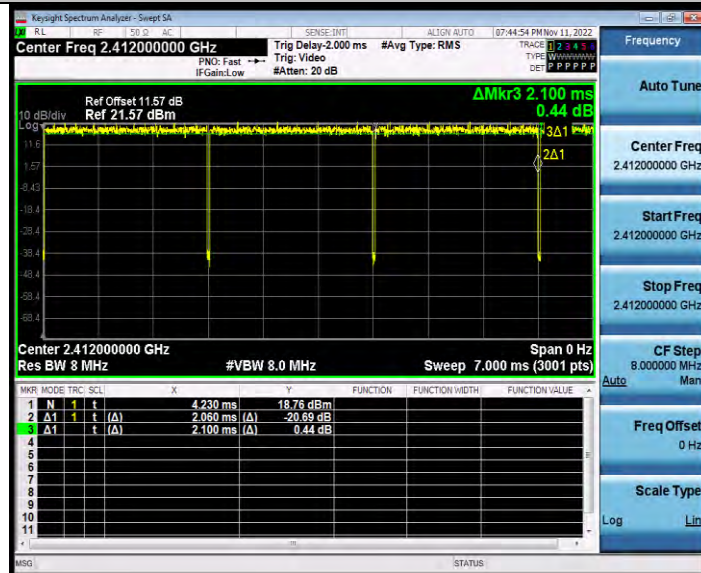 Keysight Spectrum Analyzer - Swept SA
LXI RL RF 50 Ω AC SENSE:INT ALIGN AUTO 07:44:54 PM Nov 11, 2022
Center Freq 2.412000000 GHz
PNO: Fast
IFGain:Low
Trig Delay-2.000 ms
Trig: Video
#Atten: 20 dB
#Avg Type: RMS
TRACE 1 2 3 4 5 6
TYPE WWWWWW
DET P P P P P P
Ref Offset 11.57 dB
Ref 21.57 dBm
10 dB/div
Log
ΔMkr3 2.100 ms
0.44 dB
3Δ1
2Δ1
11.6
1.57
-8.43
-18.4
-28.4
-38.4
-48.4
-58.4
-68.4
Center 2.412000000 GHz Span 0 Hz
Res BW 8 MHz #VBW 8.0 MHz Sweep 7.000 ms (3001 pts)
MKR MODE TRC SCL X Y FUNCTION FUNCTION WIDTH FUNCTION VALUE
1 N 1 t 4.230 ms 18.76 dBm
2 Δ1 1 t (Δ) 2.060 ms (Δ) -20.69 dB
3 Δ1 t (Δ) 2.100 ms (Δ) 0.44 dB
4
5
6
7
8
9
10
11
MSG STATUS
Frequency
Auto Tune
Center Freq
2.412000000 GHz
Start Freq
2.412000000 GHz
Stop Freq
2.412000000 GHz
CF Step
8.000000 MHz
Auto Man
Freq Offset
0 Hz
Scale Type
Log Lin